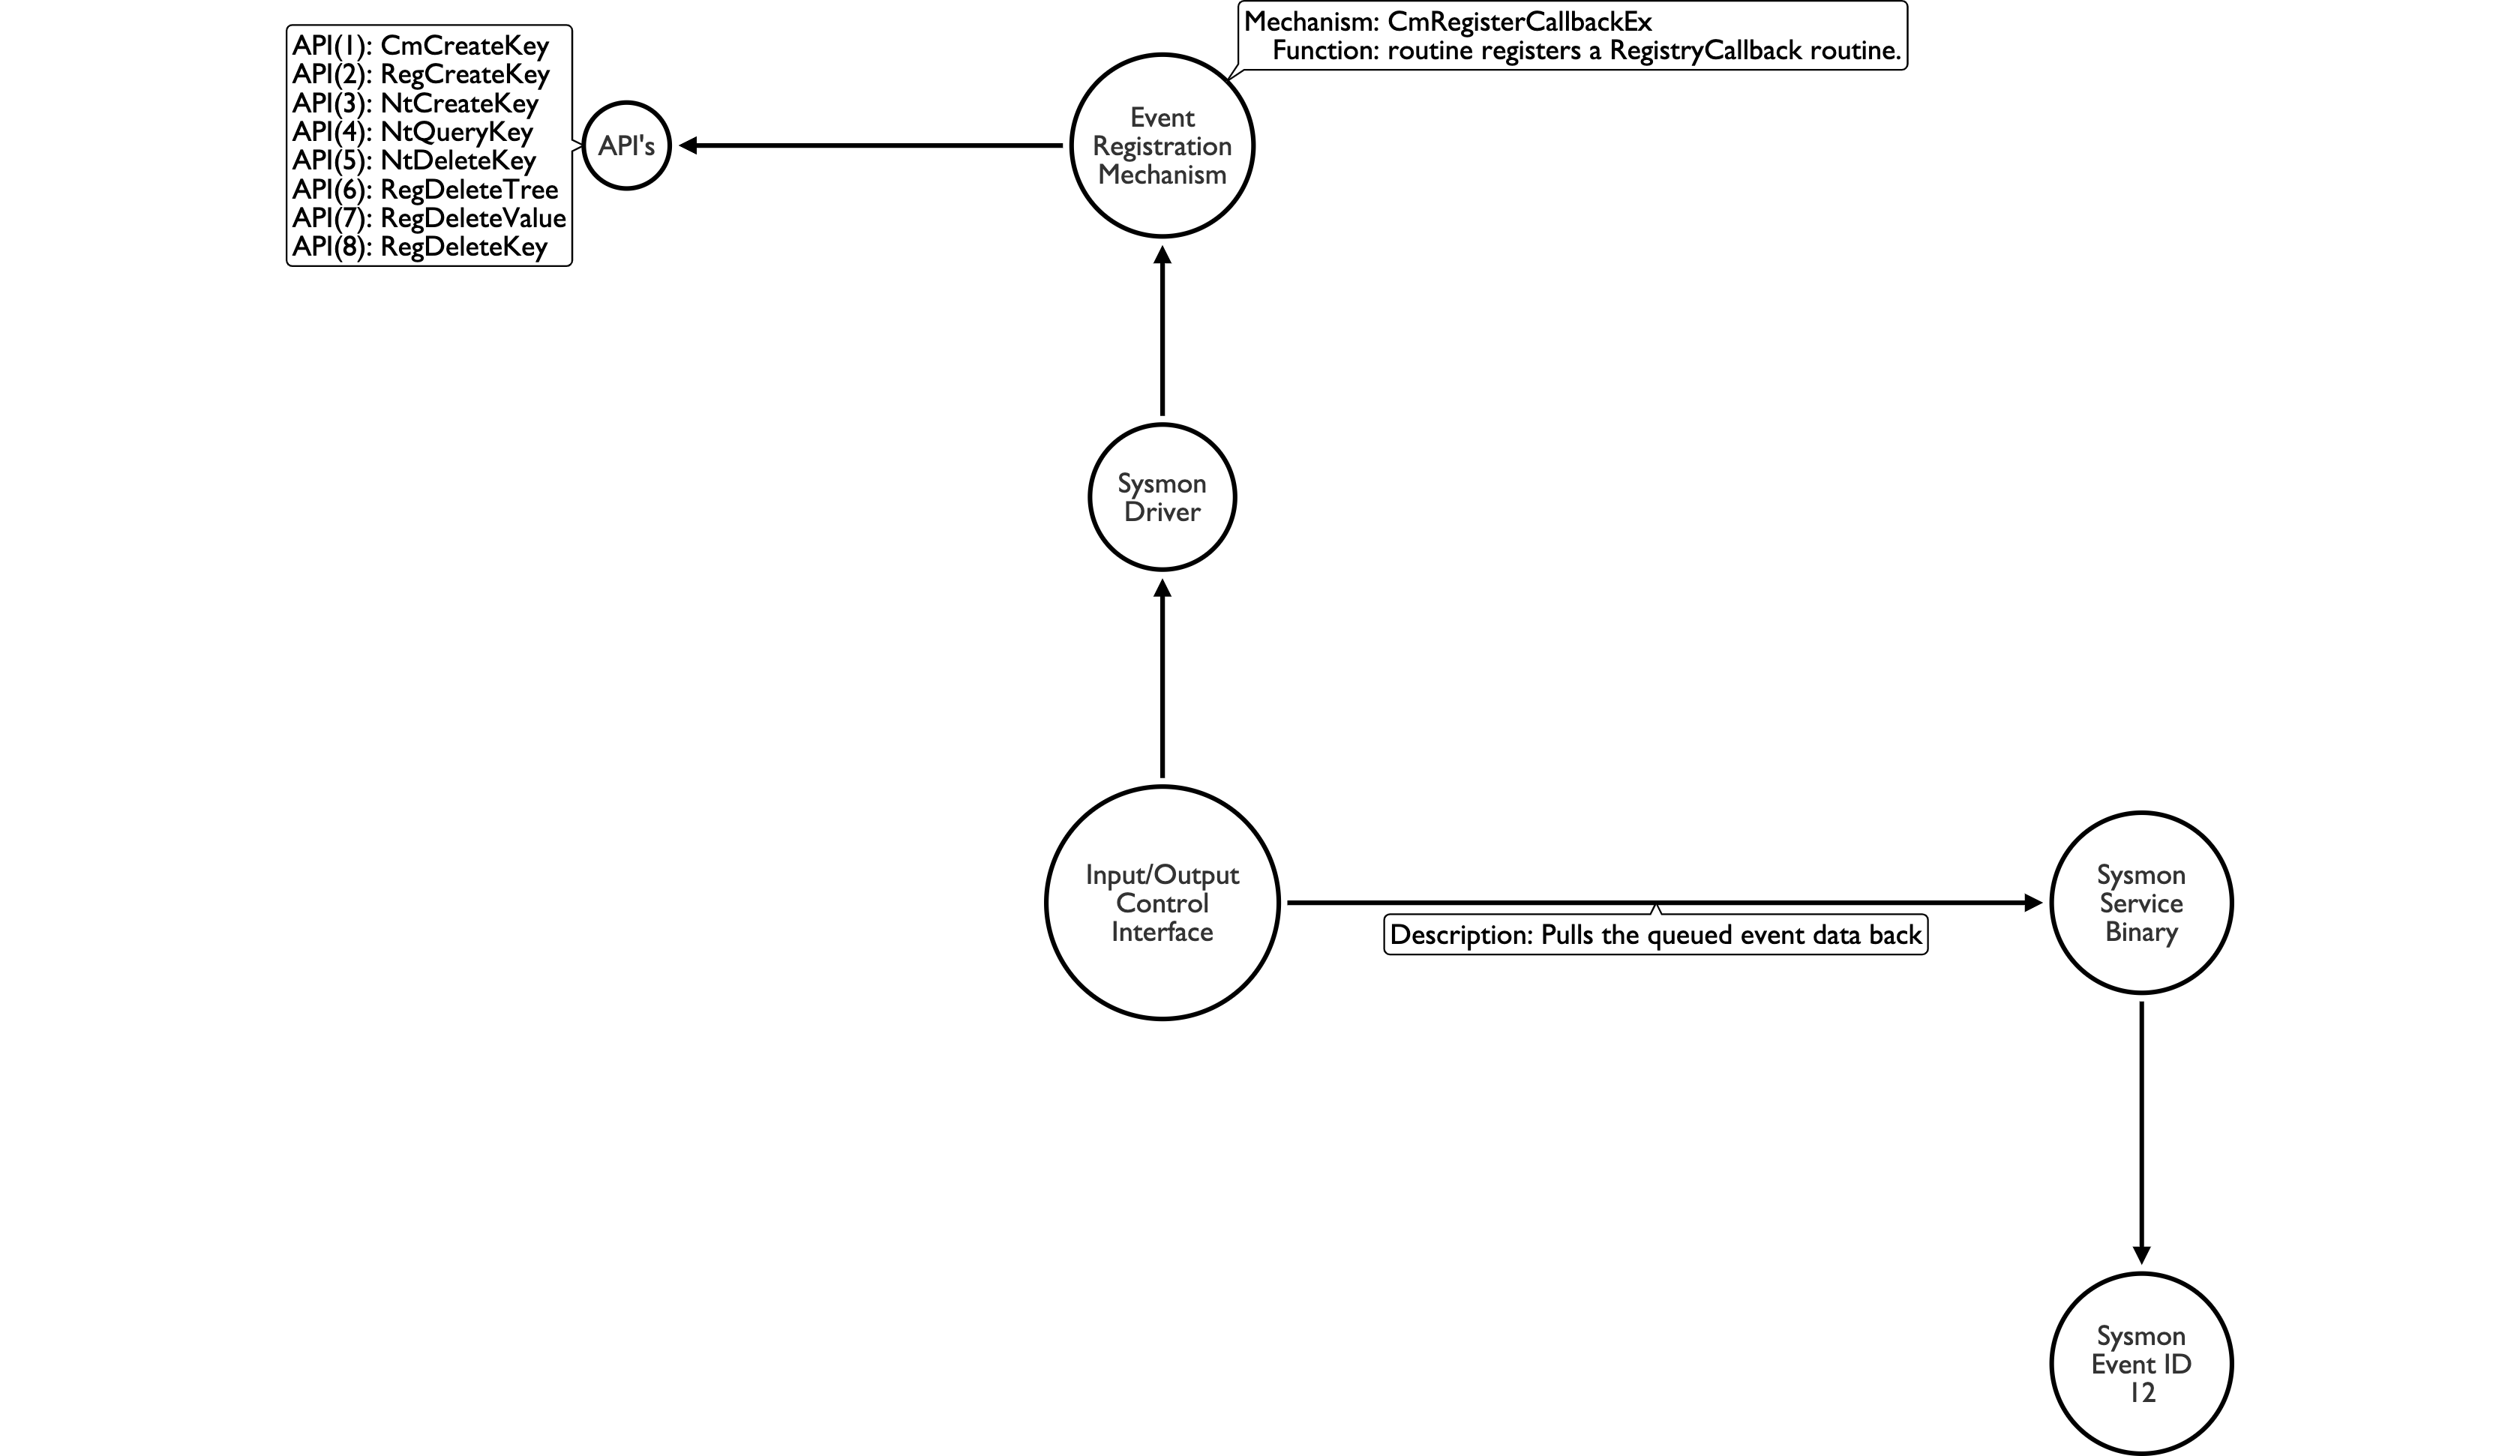 Mechanism: CmRegisterCallbackEx
Function: routine registers a RegistryCallback routine.
API(1): CmCreateKey
API(2): RegCreateKey
API(3): NtCreateKey
API(4): NtQueryKey
API(5): NtDeleteKey
API(6): RegDeleteTree
API(7): RegDeleteValue
API(8): RegDeleteKey
API's
Event
Registration
Mechanism
Sysmon
Driver
Input/Output
Control
Interface
Description: Pulls the queued event data back
Sysmon
Service
Binary
Sysmon
Event ID
12